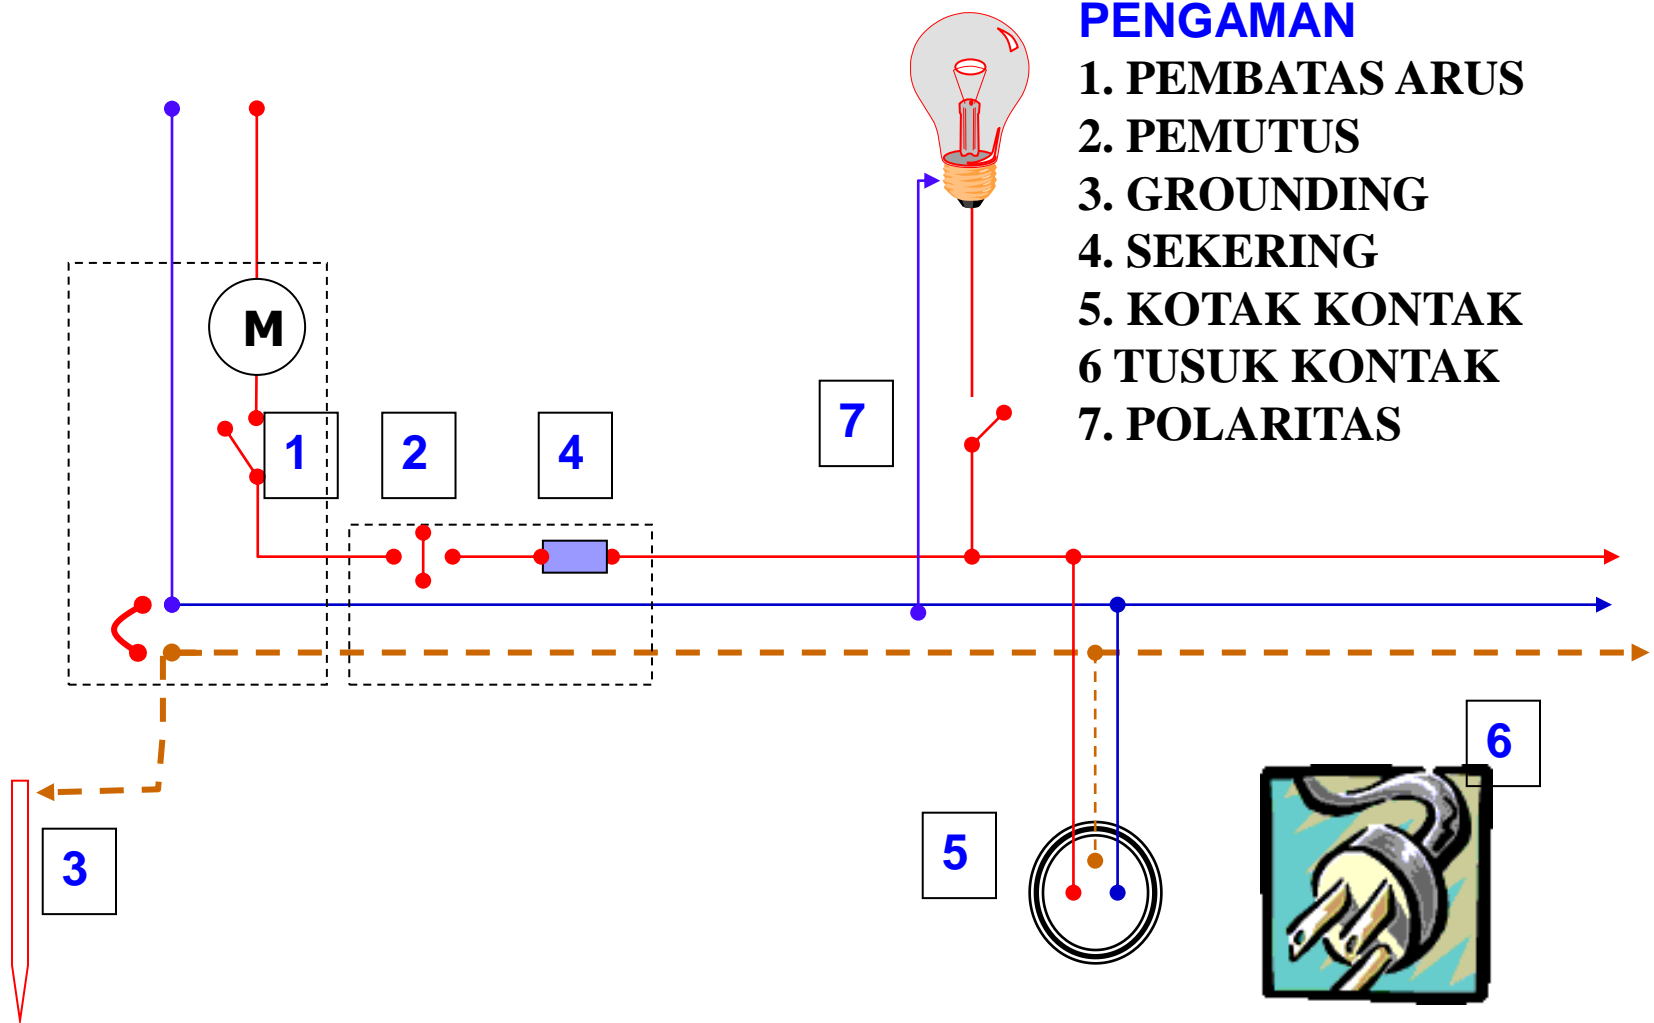 PENGAMAN
1. PEMBATAS ARUS
2. PEMUTUS
3. GROUNDING
4. SEKERING
5. KOTAK KONTAK
6 TUSUK KONTAK
7. POLARITAS
M
1
2
4
7
6
5
3